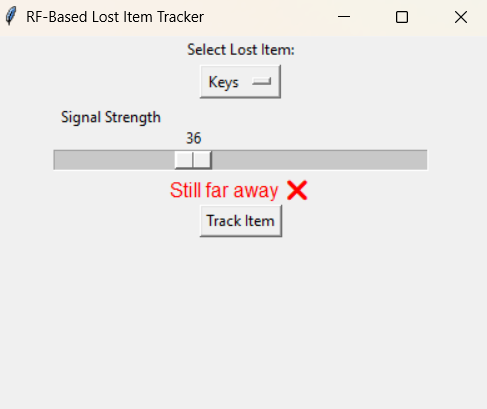 RF-Based Lost Item Tracker
Select Lost Item:
Keys
Signal Strength
36
Still far away ❌
Track Item